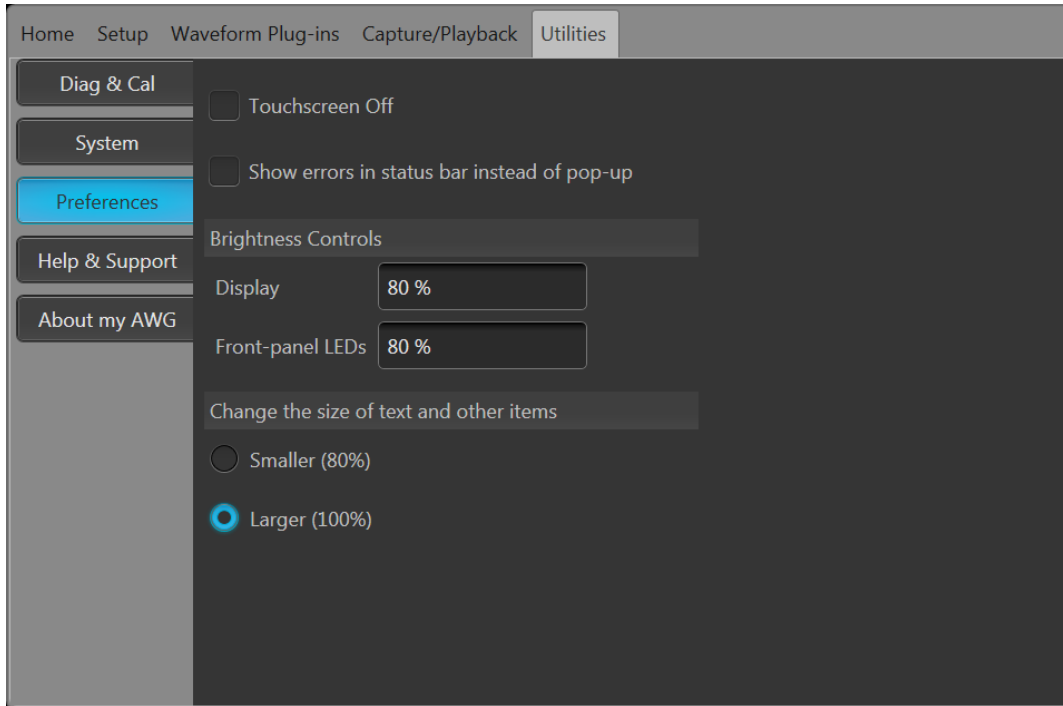 Home Setup Waveform Plug-ins Capture/Playback Utilities
Diag & Cal
System
Preferences
Help & Support
About my AWG
Touchscreen Off
Show errors in status bar instead of pop-up
Brightness Controls
Display 80 %
Front-panel LEDs 80 %
Change the size of text and other items
Smaller (80%)
Larger (100%)